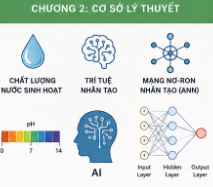 CHƯƠNG 2: CƠ SỞ LÝ THUYẾT
CHẤT LƯỢNG
NƯỚC SINH HOẠT
TRÍ TUỆ
NHÂN TẠO
MẠNG NƠ-RON
NHÂN TẠO (ANN)
pH
0 7 14
AI
Input
Layer
Hidden
Layer
Output
Layer